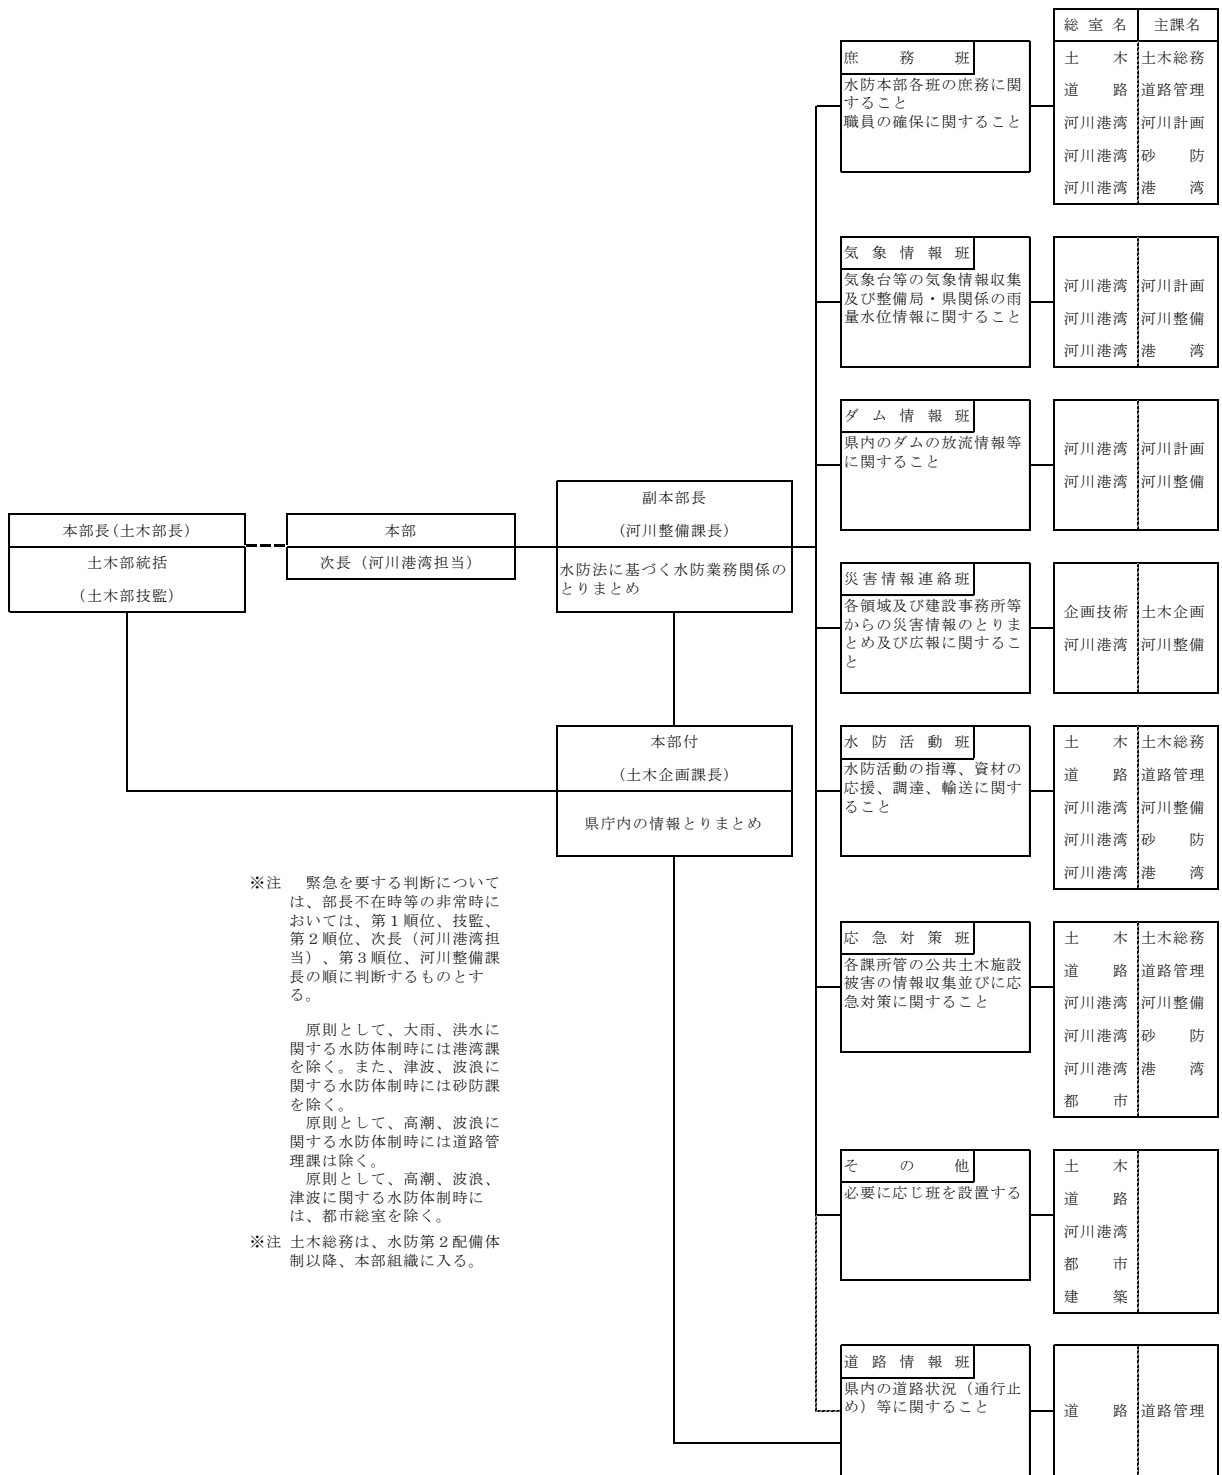 総室名 主課名
庶務班
水防本部各班の庶務に関
すること
職員の確保に関すること
土木 土木総務
道路 道路管理
河川港湾 河川計画
河川港湾 砂防
河川港湾 港湾
気象情報班
気象台等の気象情報収集
及び整備局・県関係の雨
量水位情報に関すること
河川港湾 河川計画
河川港湾 河川整備
河川港湾 港湾
ダム情報班
県内のダムの放流情報等
に関すること
河川港湾 河川計画
河川港湾 河川整備
本部長(土木部長)
土木部統括
(土木部技監)
本部
次長（河川港湾担当）
副本部長
(河川整備課長)
水防法に基づく水防業務関係の
とりまとめ
災害情報連絡班
各領域及び建設事務所等
からの災害情報のとりま
とめ及び広報に関するこ
と
企画技術 土木企画
河川港湾 河川整備
本部付
(土木企画課長)
県庁内の情報とりまとめ
水防活動班
水防活動の指導、資材の
応援、調達、輸送に関す
ること
土木 土木総務
道路 道路管理
河川港湾 河川整備
河川港湾 砂防
河川港湾 港湾
※注　緊急を要する判断について
は、部長不在時等の非常時に
おいては、第１順位、技監、
第２順位、次長（河川港湾担
当）、第３順位、河川整備課
長の順に判断するものとす
る。
原則として、大雨、洪水に
関する水防体制時には港湾課
を除く。また、津波、波浪に
関する水防体制時には砂防課
を除く。
原則として、高潮、波浪に
関する水防体制時には道路管
理課は除く。
原則として、高潮、波浪、
津波に関する水防体制時に
は、都市総室を除く。
※注 土木総務は、水防第２配備体
制以降、本部組織に入る。
応急対策班
各課所管の公共土木施設
被害の情報収集並びに応
急対策に関すること
土木 土木総務
道路 道路管理
河川港湾 河川整備
河川港湾 砂防
河川港湾 港湾
都市
その他
必要に応じ班を設置する
土木
道路
河川港湾
都市
建築
道路情報班
県内の道路状況（通行止
め）等に関すること
道路 道路管理